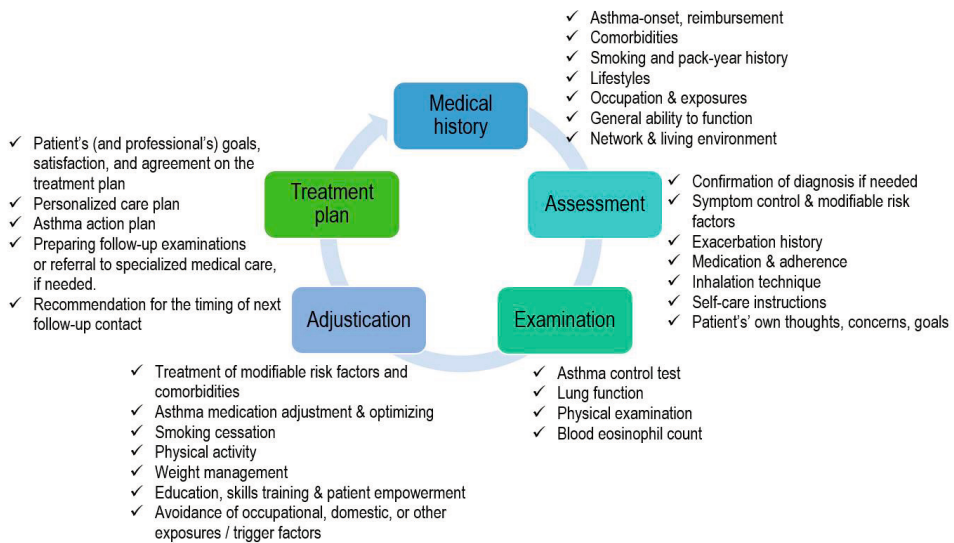 Medical
history
✓ Asthma-onset, reimbursement
✓ Comorbidities
✓ Smoking and pack-year history
✓ Lifestyles
✓ Occupation & exposures
✓ General ability to function
✓ Network & living environment
Assessment
✓ Confirmation of diagnosis if needed
✓ Symptom control & modifiable risk
factors
✓ Exacerbation history
✓ Medication & adherence
✓ Inhalation technique
✓ Self-care instructions
✓ Patients' own thoughts, concerns, goals
Examination
✓ Asthma control test
✓ Lung function
✓ Physical examination
✓ Blood eosinophil count
Adjustication
✓ Treatment of modifiable risk factors and
comorbidities
✓ Asthma medication adjustment & optimizing
✓ Smoking cessation
✓ Physical activity
✓ Weight management
✓ Education, skills training & patient empowerment
✓ Avoidance of occupational, domestic, or other
exposures / trigger factors
Treatment
plan
✓ Patient's (and professional's) goals,
satisfaction, and agreement on the
treatment plan
✓ Personalized care plan
✓ Asthma action plan
✓ Preparing follow-up examinations
or referral to specialized medical care,
if needed.
✓ Recommendation for the timing of next
follow-up contact